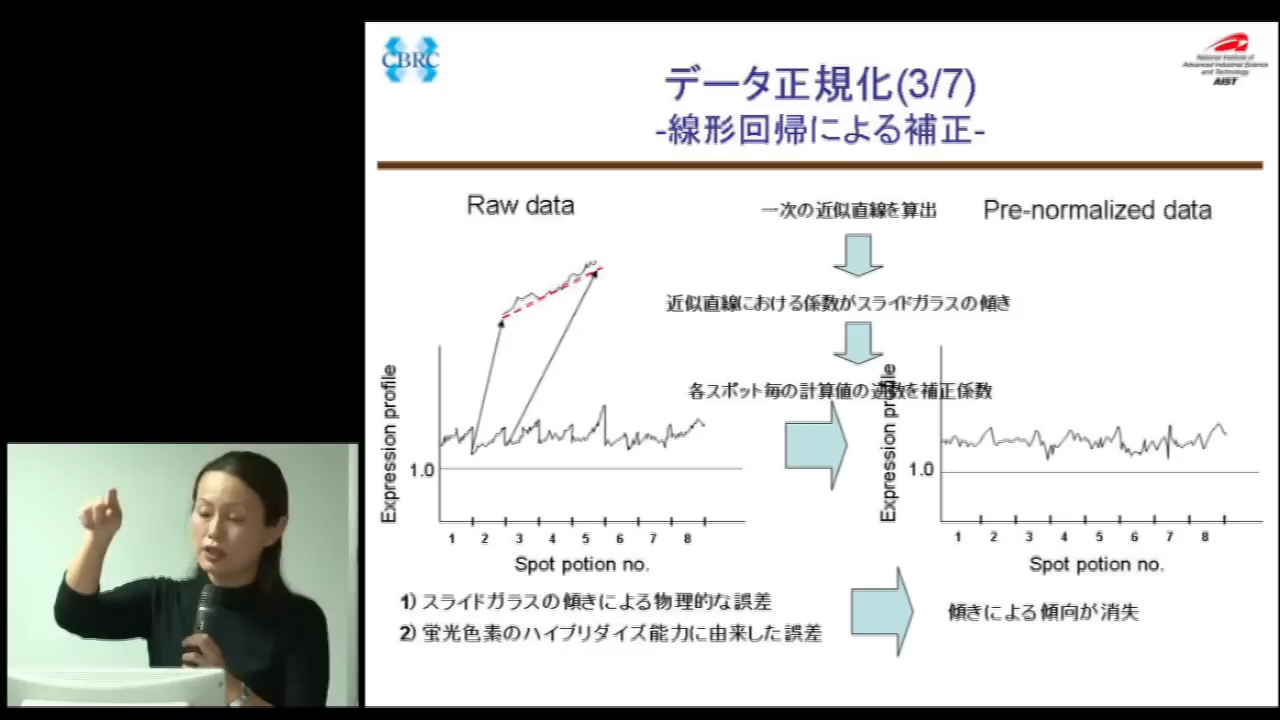 CBRC
National Institute of
Advanced Industrial Science
and Technology
AIST
データ正規化(3/7)
-線形回帰による補正-
Raw data
一次の近似直線を算出
Pre-normalized data
近似直線における係数がスライドガラスの傾き
各スポット毎の計算値の逆数を補正係数
Expression profile
1.0
1 2 3 4 5 6 7 8
Spot potion no.
Expression profile
1.0
1 2 3 4 5 6 7 8
Spot potion no.
1) スライドガラスの傾きによる物理的な誤差
2) 蛍光色素のハイブリダイズ能力に由来した誤差
傾きによる傾向が消失